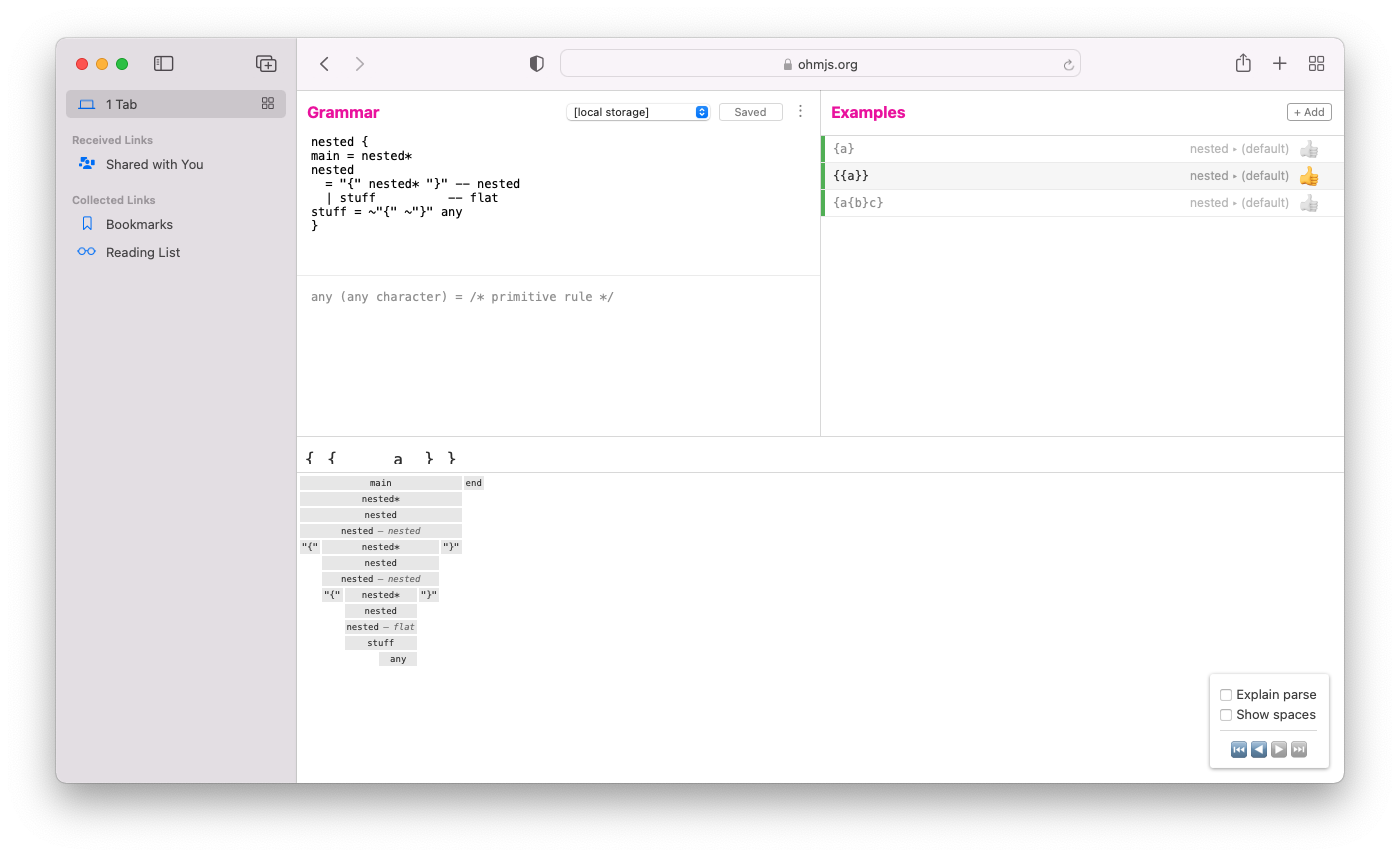 1 Tab
Received Links
Shared with You
Collected Links
Bookmarks
Reading List
ohmjs.org
Grammar
[local storage]
Saved
nested {
main = nested*
nested
  = "{" nested* "}" -- nested
  | stuff          -- flat
stuff = ~"{" ~"}" any
}
any (any character) = /* primitive rule */
Examples
+ Add
{a} nested ▸ (default)
{{a}} nested ▸ (default)
{a{b}c} nested ▸ (default)
{ { a } }
main end
nested*
nested
nested — nested
"{" nested* "}"
nested
nested — nested
"{" nested* "}"
nested
nested — flat
stuff
any
Explain parse
Show spaces